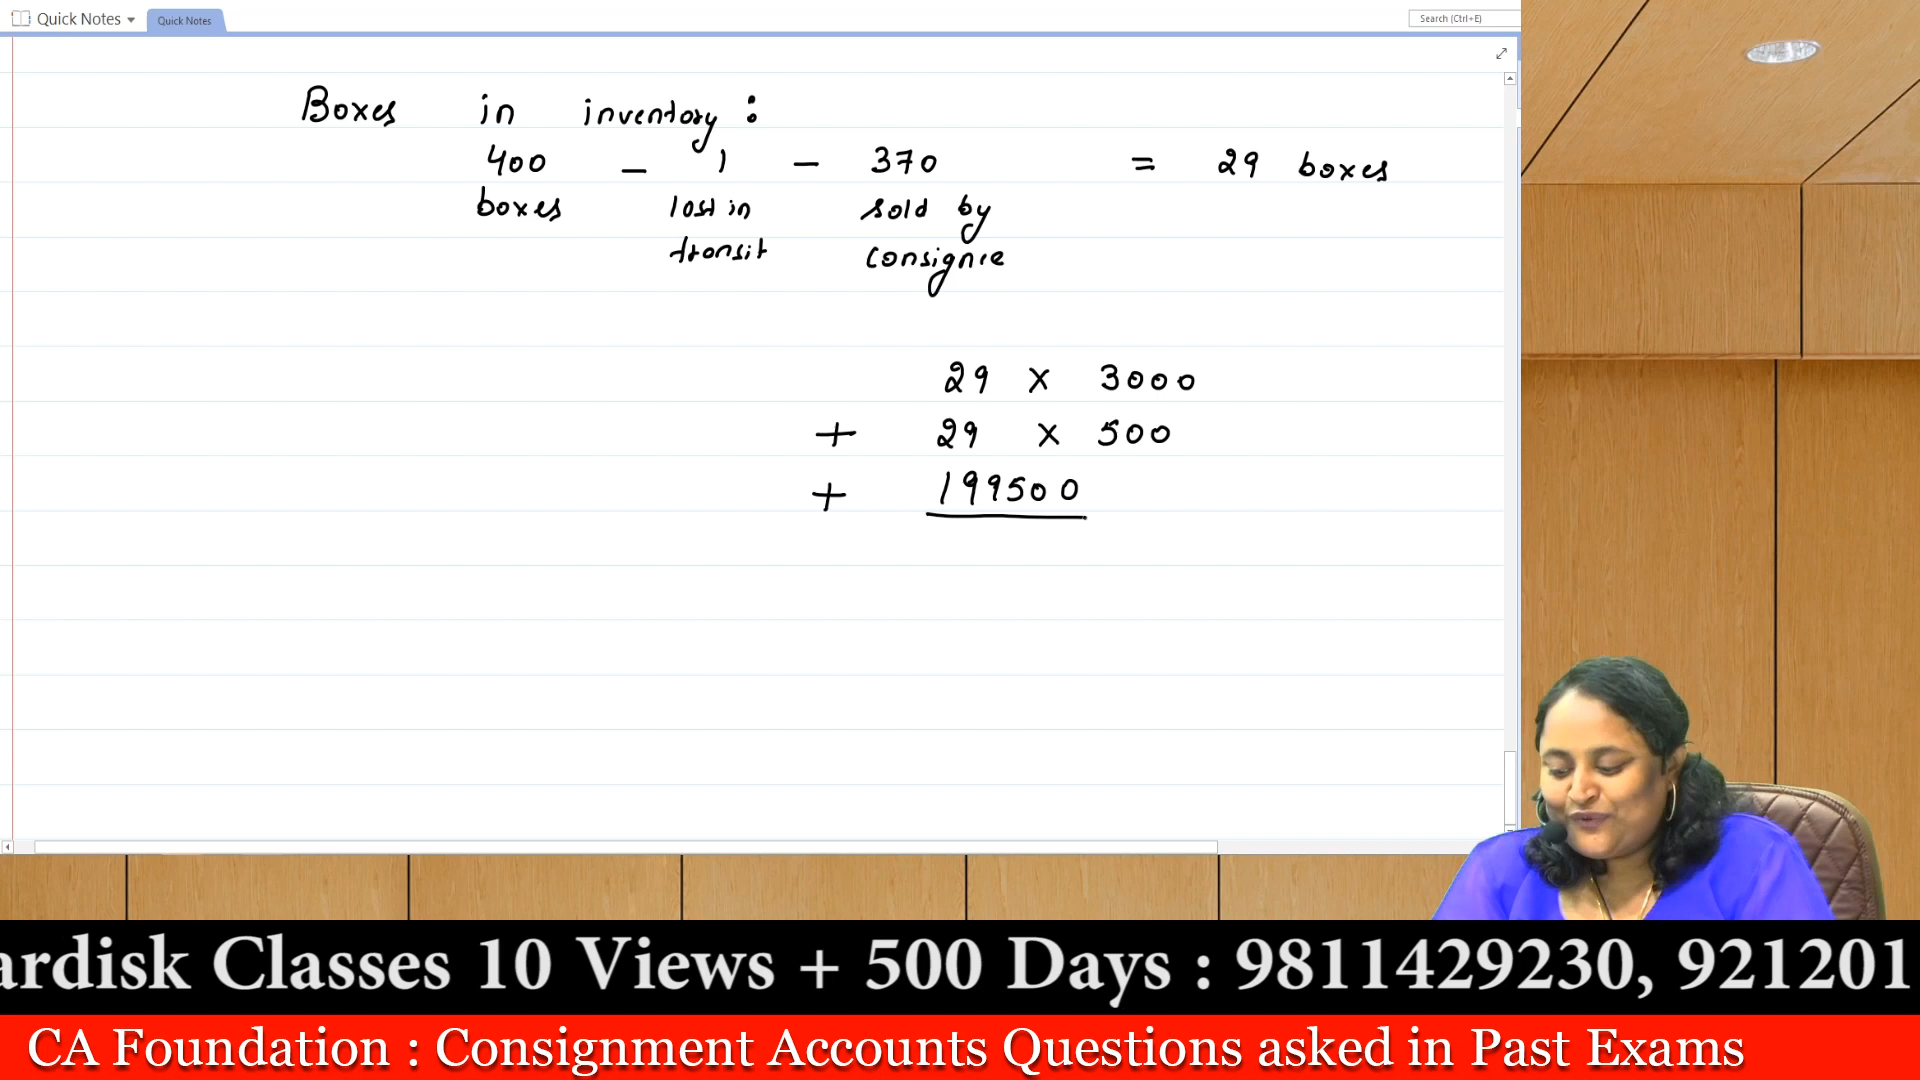 Quick Notes
Quick Notes
Search (Ctrl+E)
Boxes in inventory :
400 - 1 - 370 = 29 boxes
boxes lost in sold by
transit consignee
29 x 3000
+ 29 x 500
+ 199500
ardisk Classes 10 Views + 500 Days : 9811429230, 921201
CA Foundation : Consignment Accounts Questions asked in Past Exams